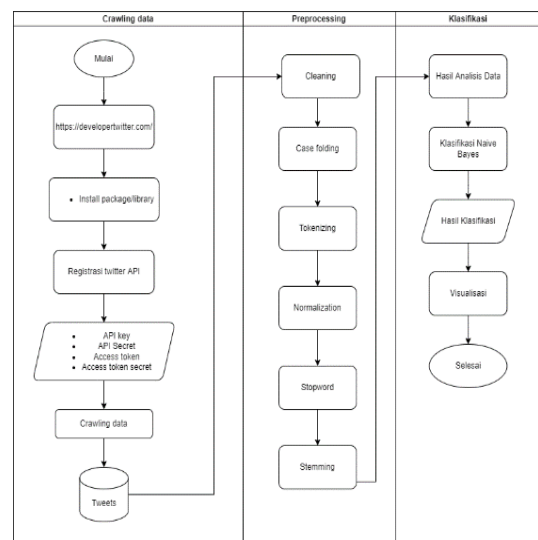 Crawling data
Mulai
https://developertwitter.com/
• Install package/library
Registrasi twitter API
• API key
• API Secret
• Access token
• Access token secret
Crawling data
Tweets
Preprocessing
Cleaning
Case folding
Tokenizing
Normalization
Stopword
Stemming
Klasifikasi
Hasil Analisis Data
Klasifikasi Naive
Bayes
Hasil Klasifikasi
Visualisasi
Selesai